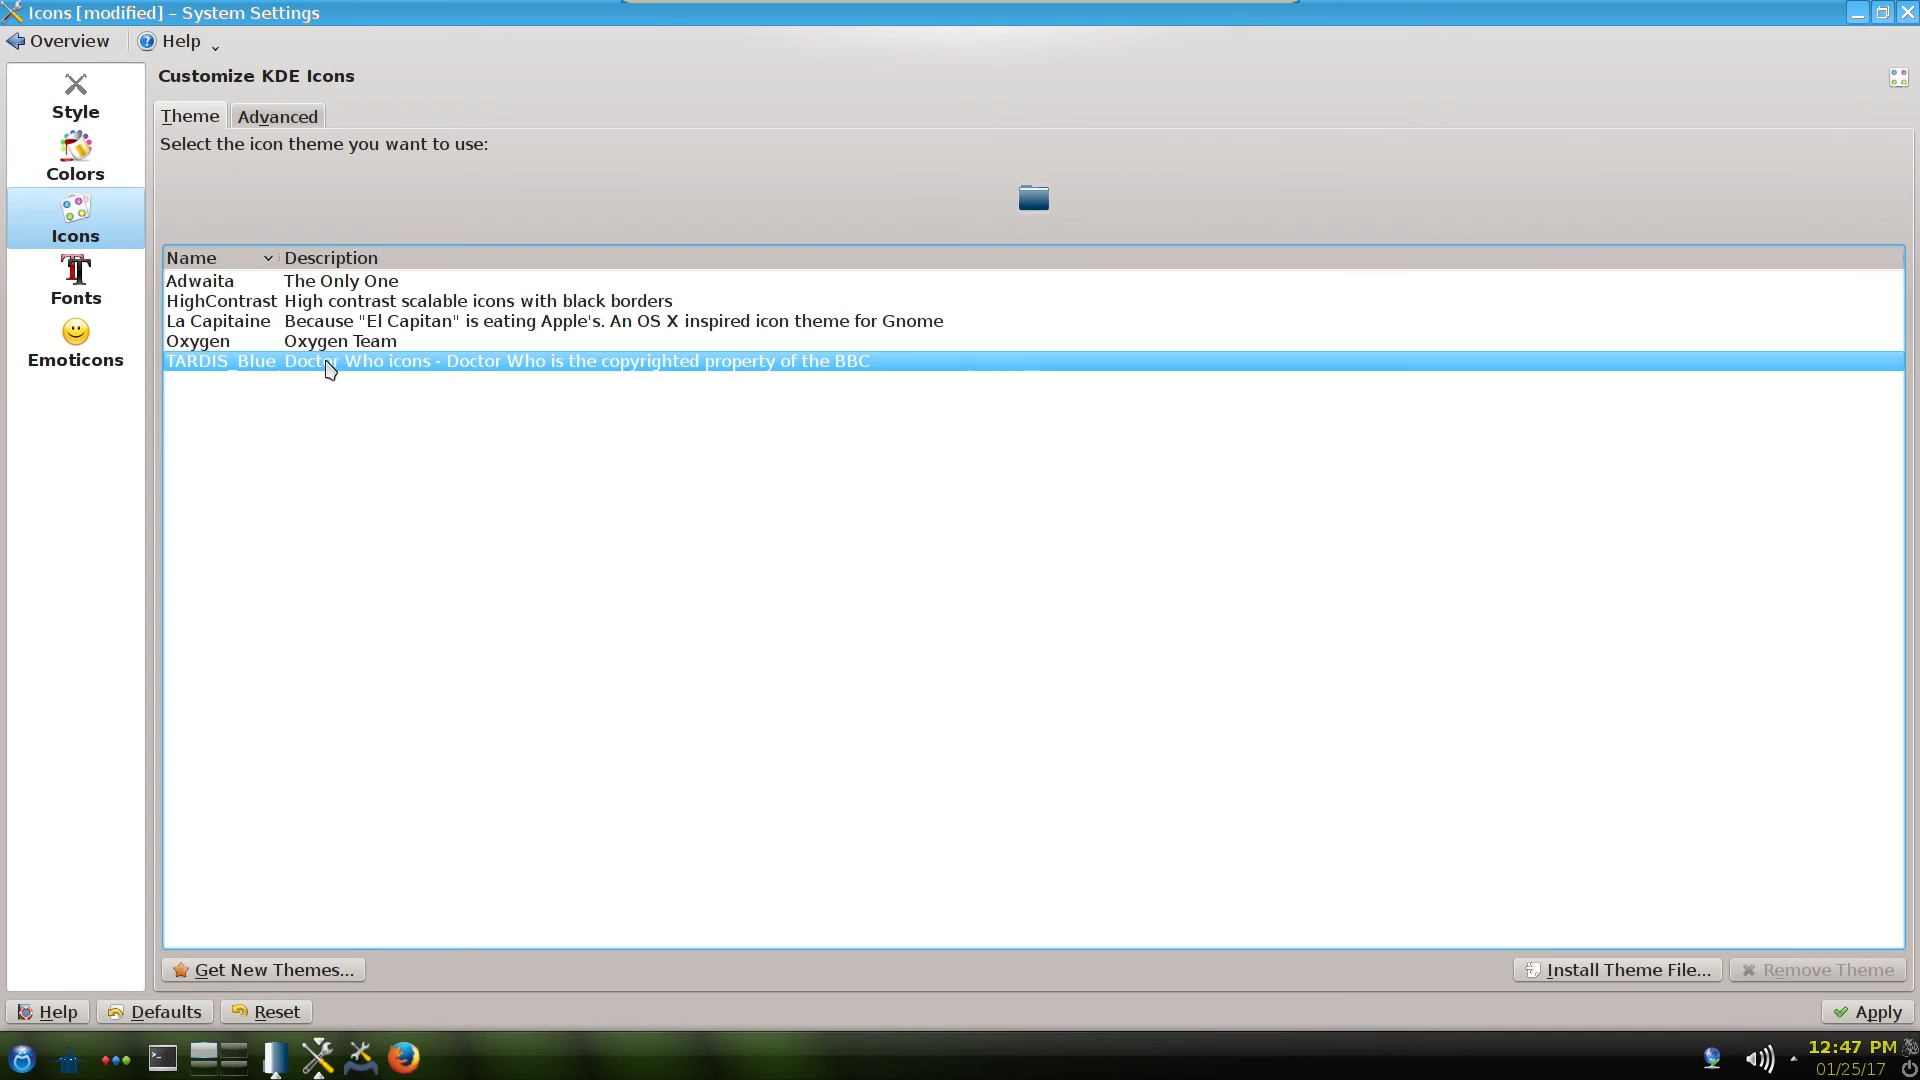 Icons [modified] – System Settings
Overview
Help
Customize KDE Icons
Style
Colors
Icons
Fonts
Emoticons
Theme
Advanced
Select the icon theme you want to use:
Name Description
Adwaita The Only One
HighContrast High contrast scalable icons with black borders
La Capitaine Because "El Capitan" is eating Apple's. An OS X inspired icon theme for Gnome
Oxygen Oxygen Team
TARDIS_Blue Doctor Who icons - Doctor Who is the copyrighted property of the BBC
Get New Themes...
Install Theme File...
Remove Theme
Help
Defaults
Reset
Apply
12:47 PM
01/25/17